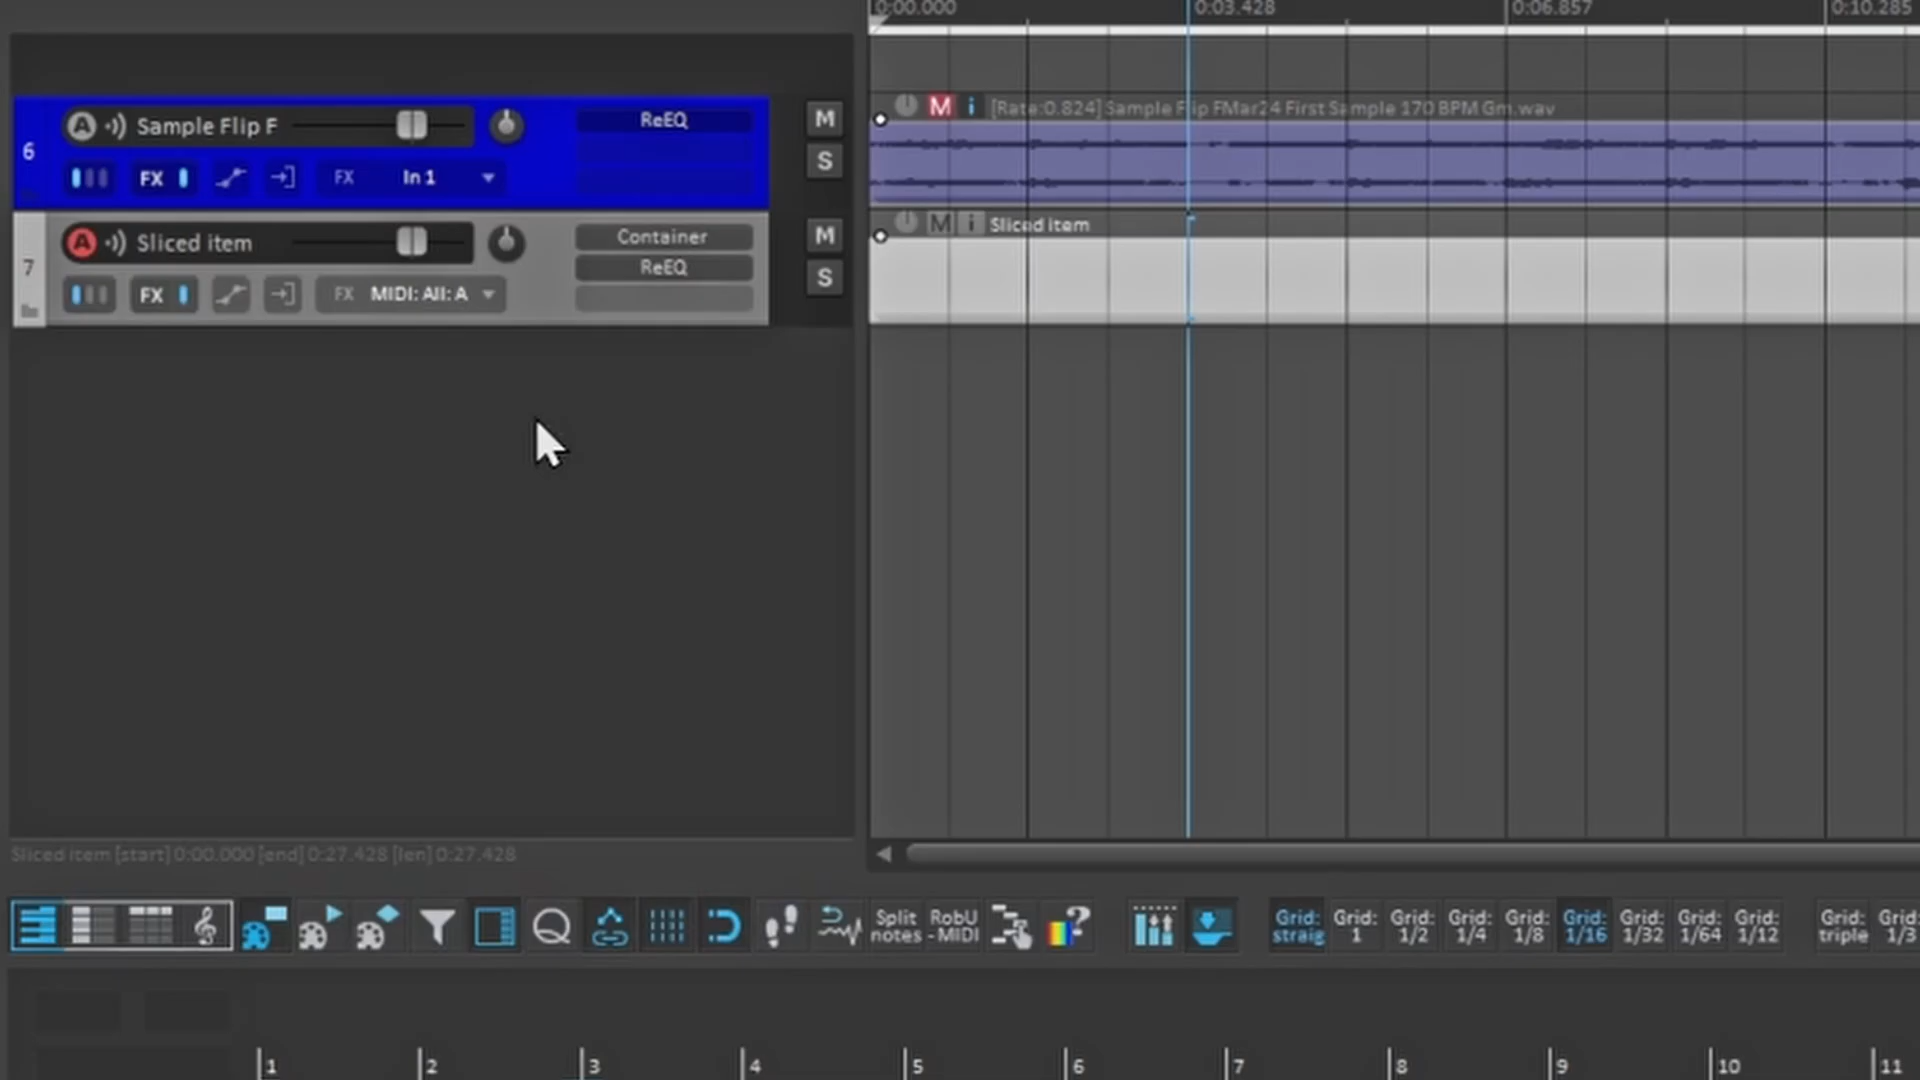 0:00.000 0:03.428 0:06.857 0:10.285
6 A Sample Flip F ReEQ M
S
FX FX In 1
M i [Rate:0.824] Sample Flip FMar24 First Sample 170 BPM Gm.wav
7 A Sliced item Container M
ReEQ S
FX FX MIDI: All: A
M i Sliced item
Sliced item [start] 0:00.000 [end] 0:27.428 [len] 0:27.428
Q
Split notes
RobU - MIDI
?
Grid: straig
Grid: 1
Grid: 1/2
Grid: 1/4
Grid: 1/8
Grid: 1/16
Grid: 1/32
Grid: 1/64
Grid: 1/12
Grid: triple
Grid: 1/3
1 2 3 4 5 6 7 8 9 10 11